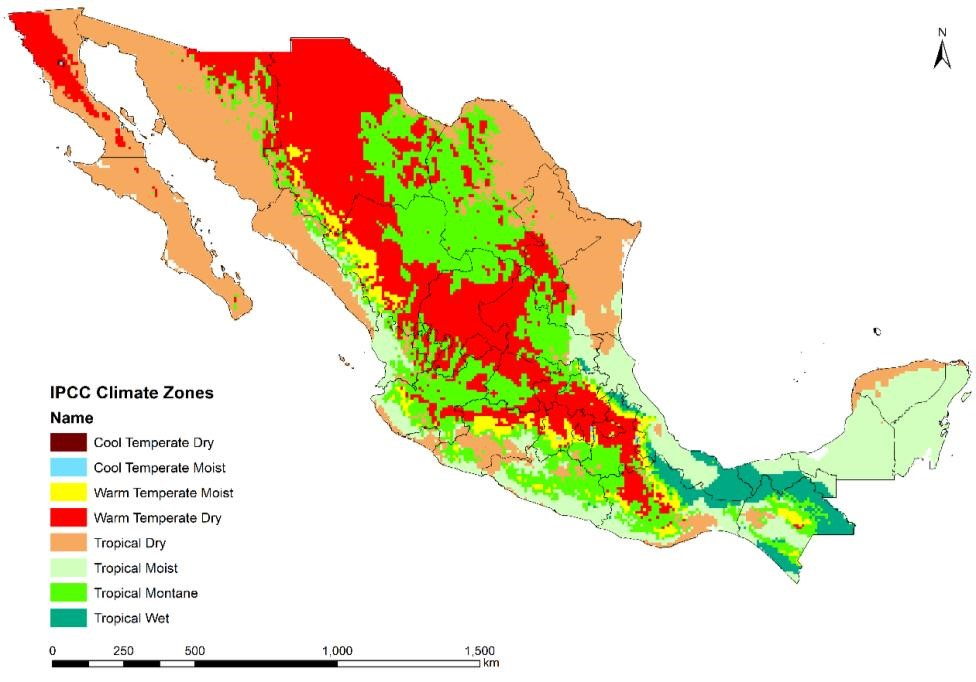 N
IPCC Climate Zones
Name
Cool Temperate Dry
Cool Temperate Moist
Warm Temperate Moist
Warm Temperate Dry
Tropical Dry
Tropical Moist
Tropical Montane
Tropical Wet
0 250 500 1,000 1,500
km